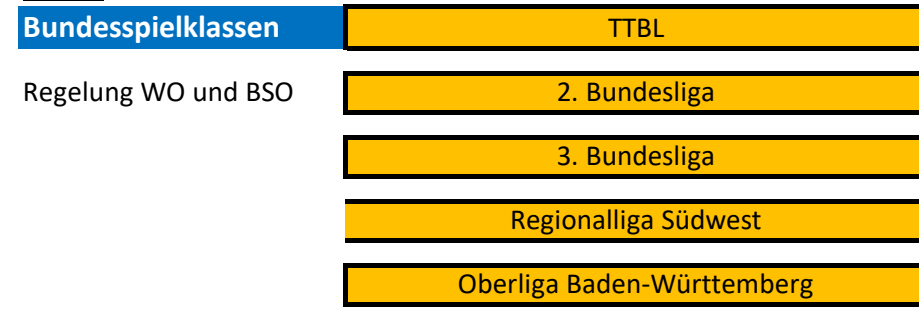 Bundesspielklassen TTBL
Regelung WO und BSO 2. Bundesliga
3. Bundesliga
Regionalliga Südwest
Oberliga Baden-Württemberg